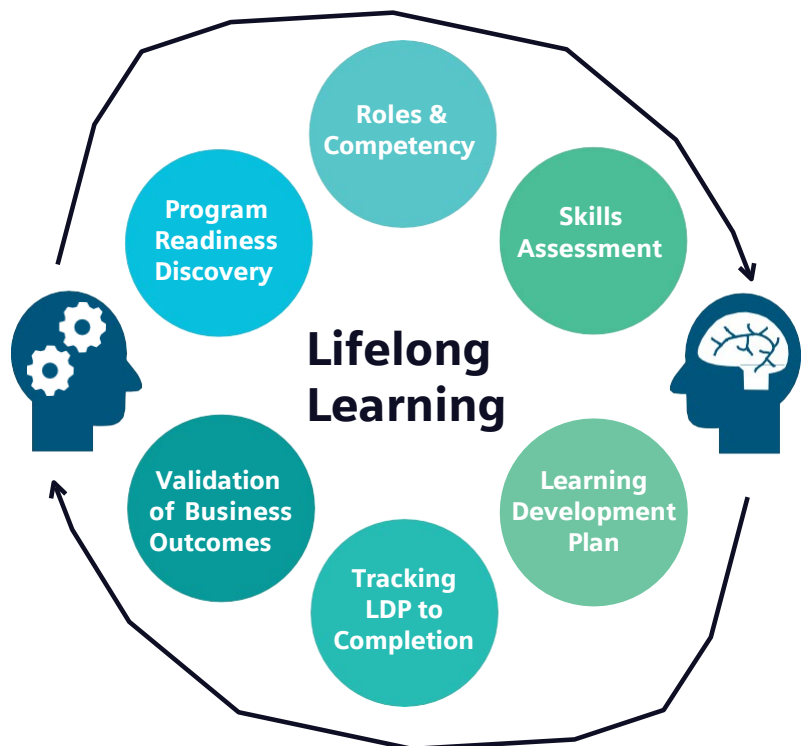 Roles &
Competency
Program
Readiness
Discovery
Skills
Assessment
Lifelong
Learning
Validation
of Business
Outcomes
Learning
Development
Plan
Tracking
LDP to
Completion